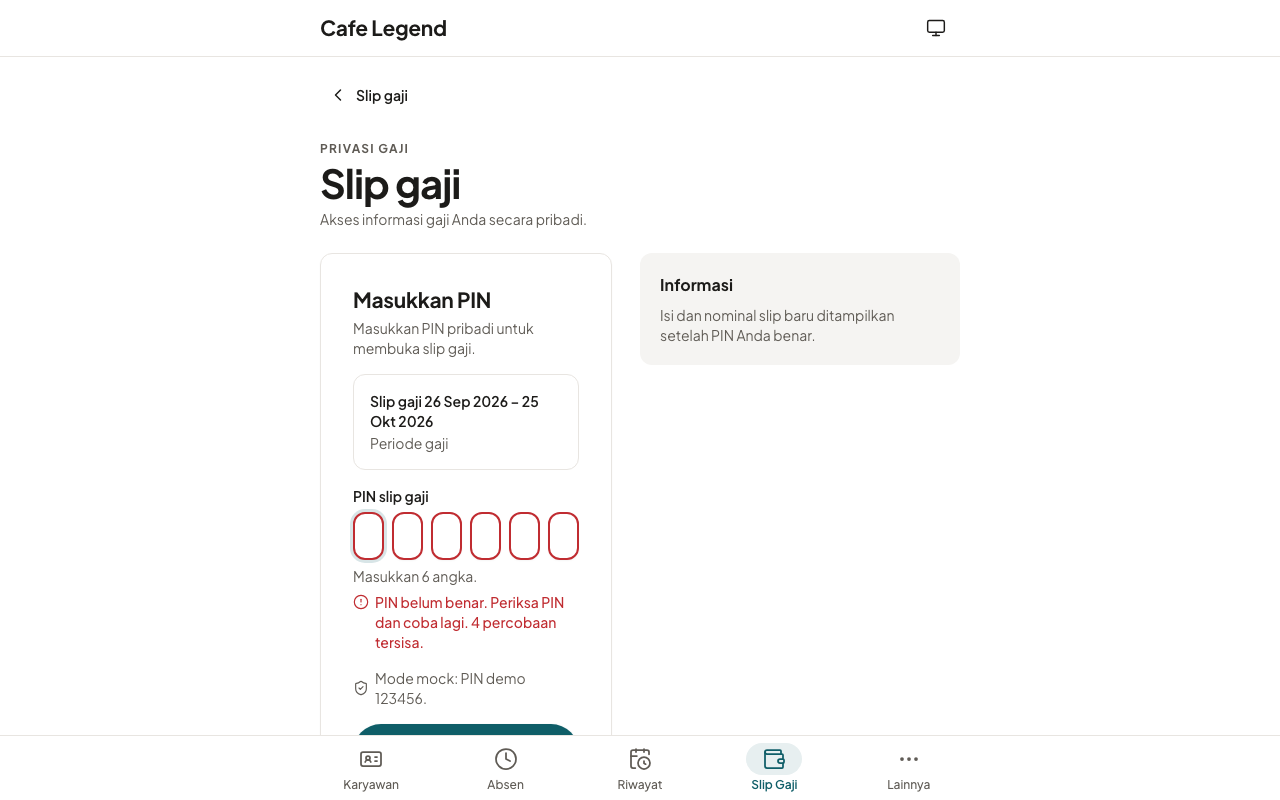 Cafe Legend
Slip gaji
PRIVASI GAJI
Slip gaji
Akses informasi gaji Anda secara pribadi.
Masukkan PIN
Masukkan PIN pribadi untuk
membuka slip gaji.
Slip gaji 26 Sep 2026 – 25
Okt 2026
Periode gaji
PIN slip gaji
Masukkan 6 angka.
PIN belum benar. Periksa PIN
dan coba lagi. 4 percobaan
tersisa.
Mode mock: PIN demo
123456.
Informasi
Isi dan nominal slip baru ditampilkan
setelah PIN Anda benar.
Karyawan
Absen
Riwayat
Slip Gaji
Lainnya